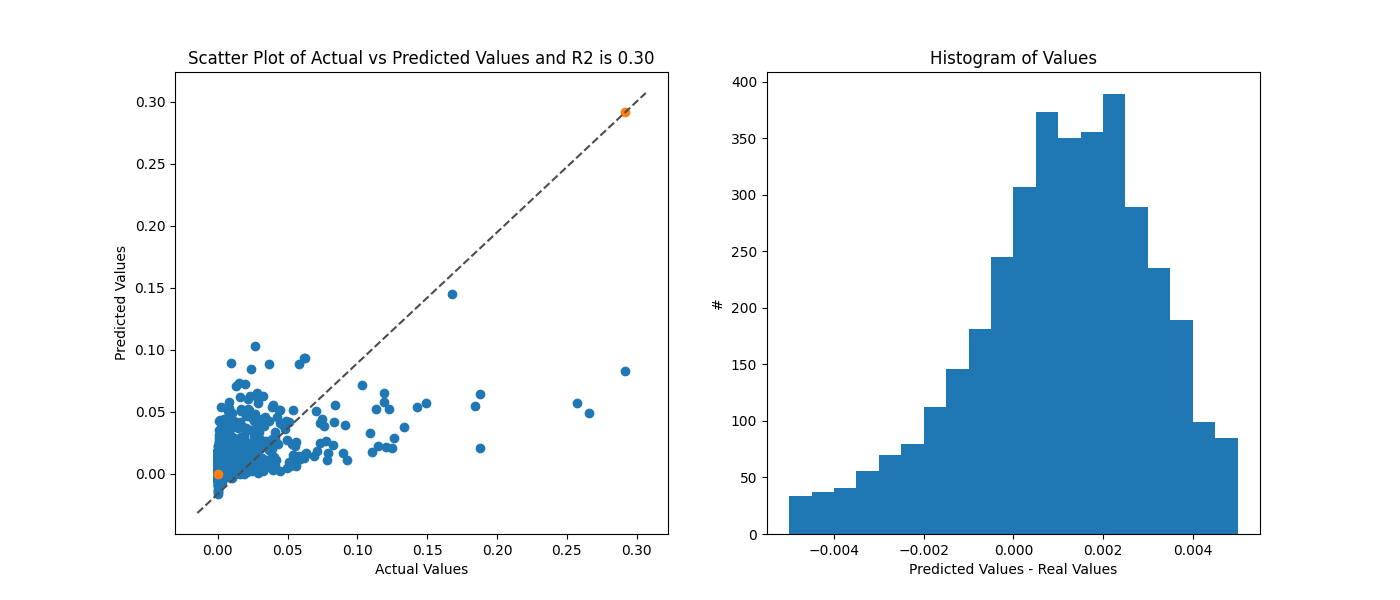 Scatter Plot of Actual vs Predicted Values and R2 is 0.30
Predicted Values
0.30
0.25
0.20
0.15
0.10
0.05
0.00
0.00 0.05 0.10 0.15 0.20 0.25 0.30
Actual Values
Histogram of Values
#
400
350
300
250
200
150
100
50
0
−0.004 −0.002 0.000 0.002 0.004
Predicted Values - Real Values